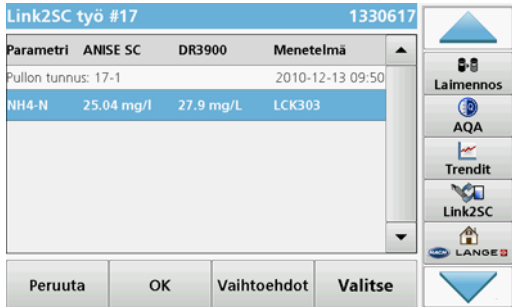 Link2SC työ #17 1330617
Parametri ANISE SC DR3900 Menetelmä
Pullon tunnus: 17-1 2010-12-13 09:50
NH4-N 25.04 mg/l 27.9 mg/L LCK303
Peruuta OK Vaihtoehdot Valitse
Laimennos
AQA
Trendit
Link2SC
HACH LANGE